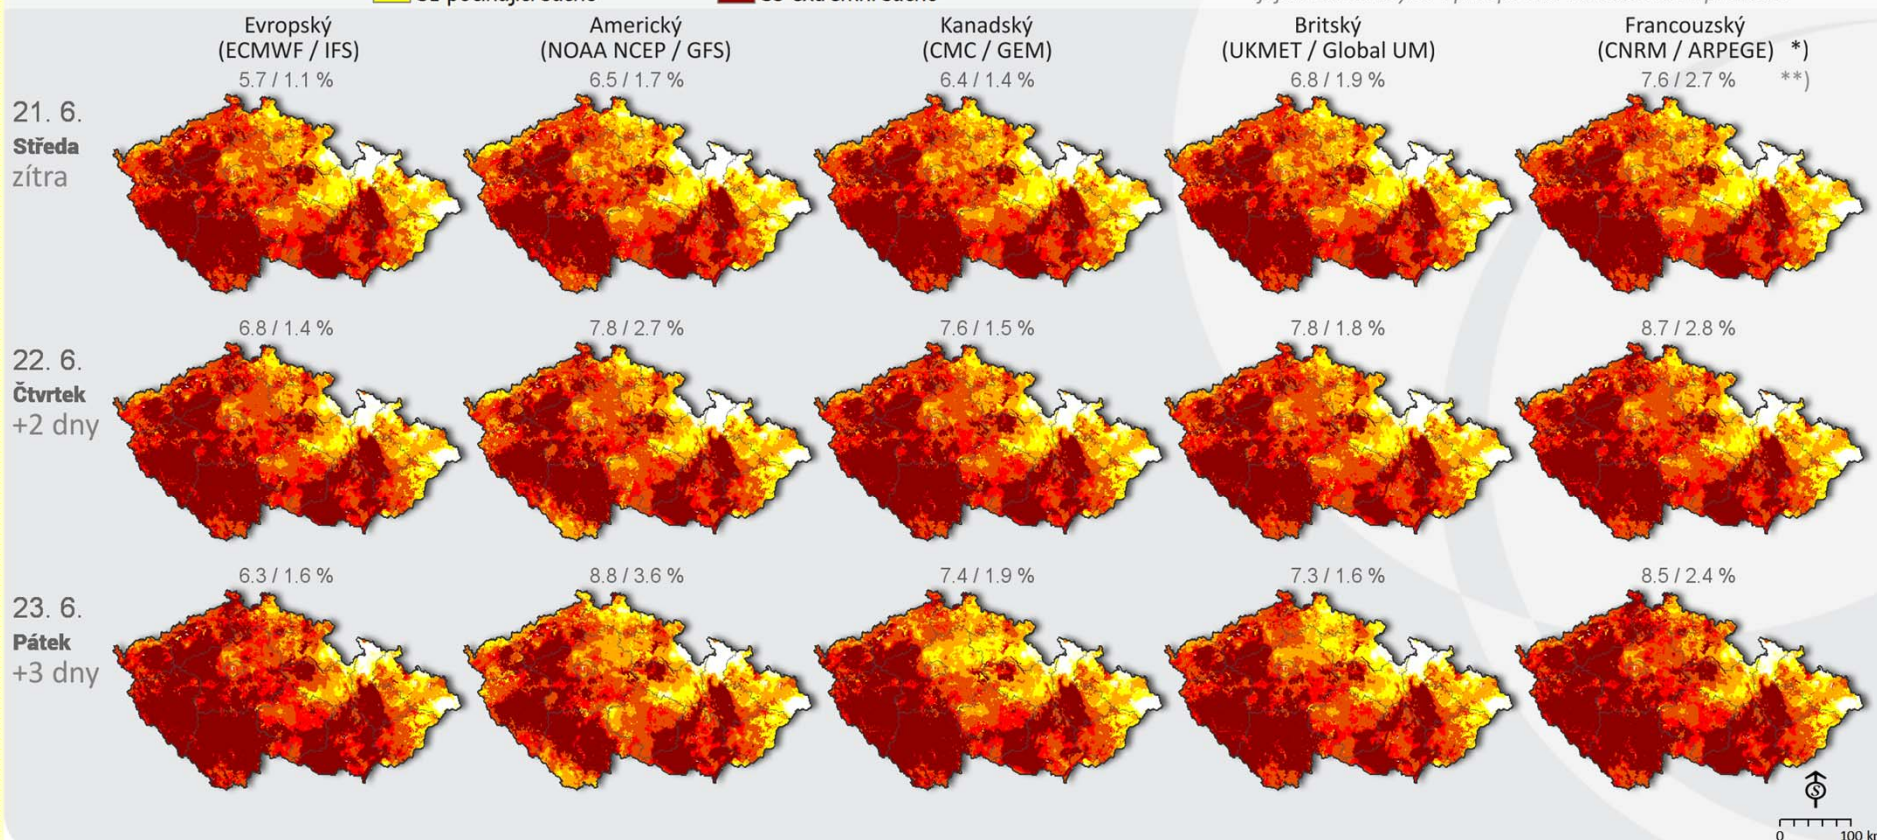 Evropský
(ECMWF / IFS)
Americký
(NOAA NCEP / GFS)
Kanadský
(CMC / GEM)
Britský
(UKMET / Global UM)
Francouzský
(CNRM / ARPEGE) *)
21. 6.
Středa
zítra
5.7 / 1.1 %
6.5 / 1.7 %
6.4 / 1.4 %
6.8 / 1.9 %
7.6 / 2.7 % **)
22. 6.
Čtvrtek
+2 dny
6.8 / 1.4 %
7.8 / 2.7 %
7.6 / 1.5 %
7.8 / 1.8 %
8.7 / 2.8 %
23. 6.
Pátek
+3 dny
6.3 / 1.6 %
8.8 / 3.6 %
7.4 / 1.9 %
7.3 / 1.6 %
8.5 / 2.4 %
S
0 100 km